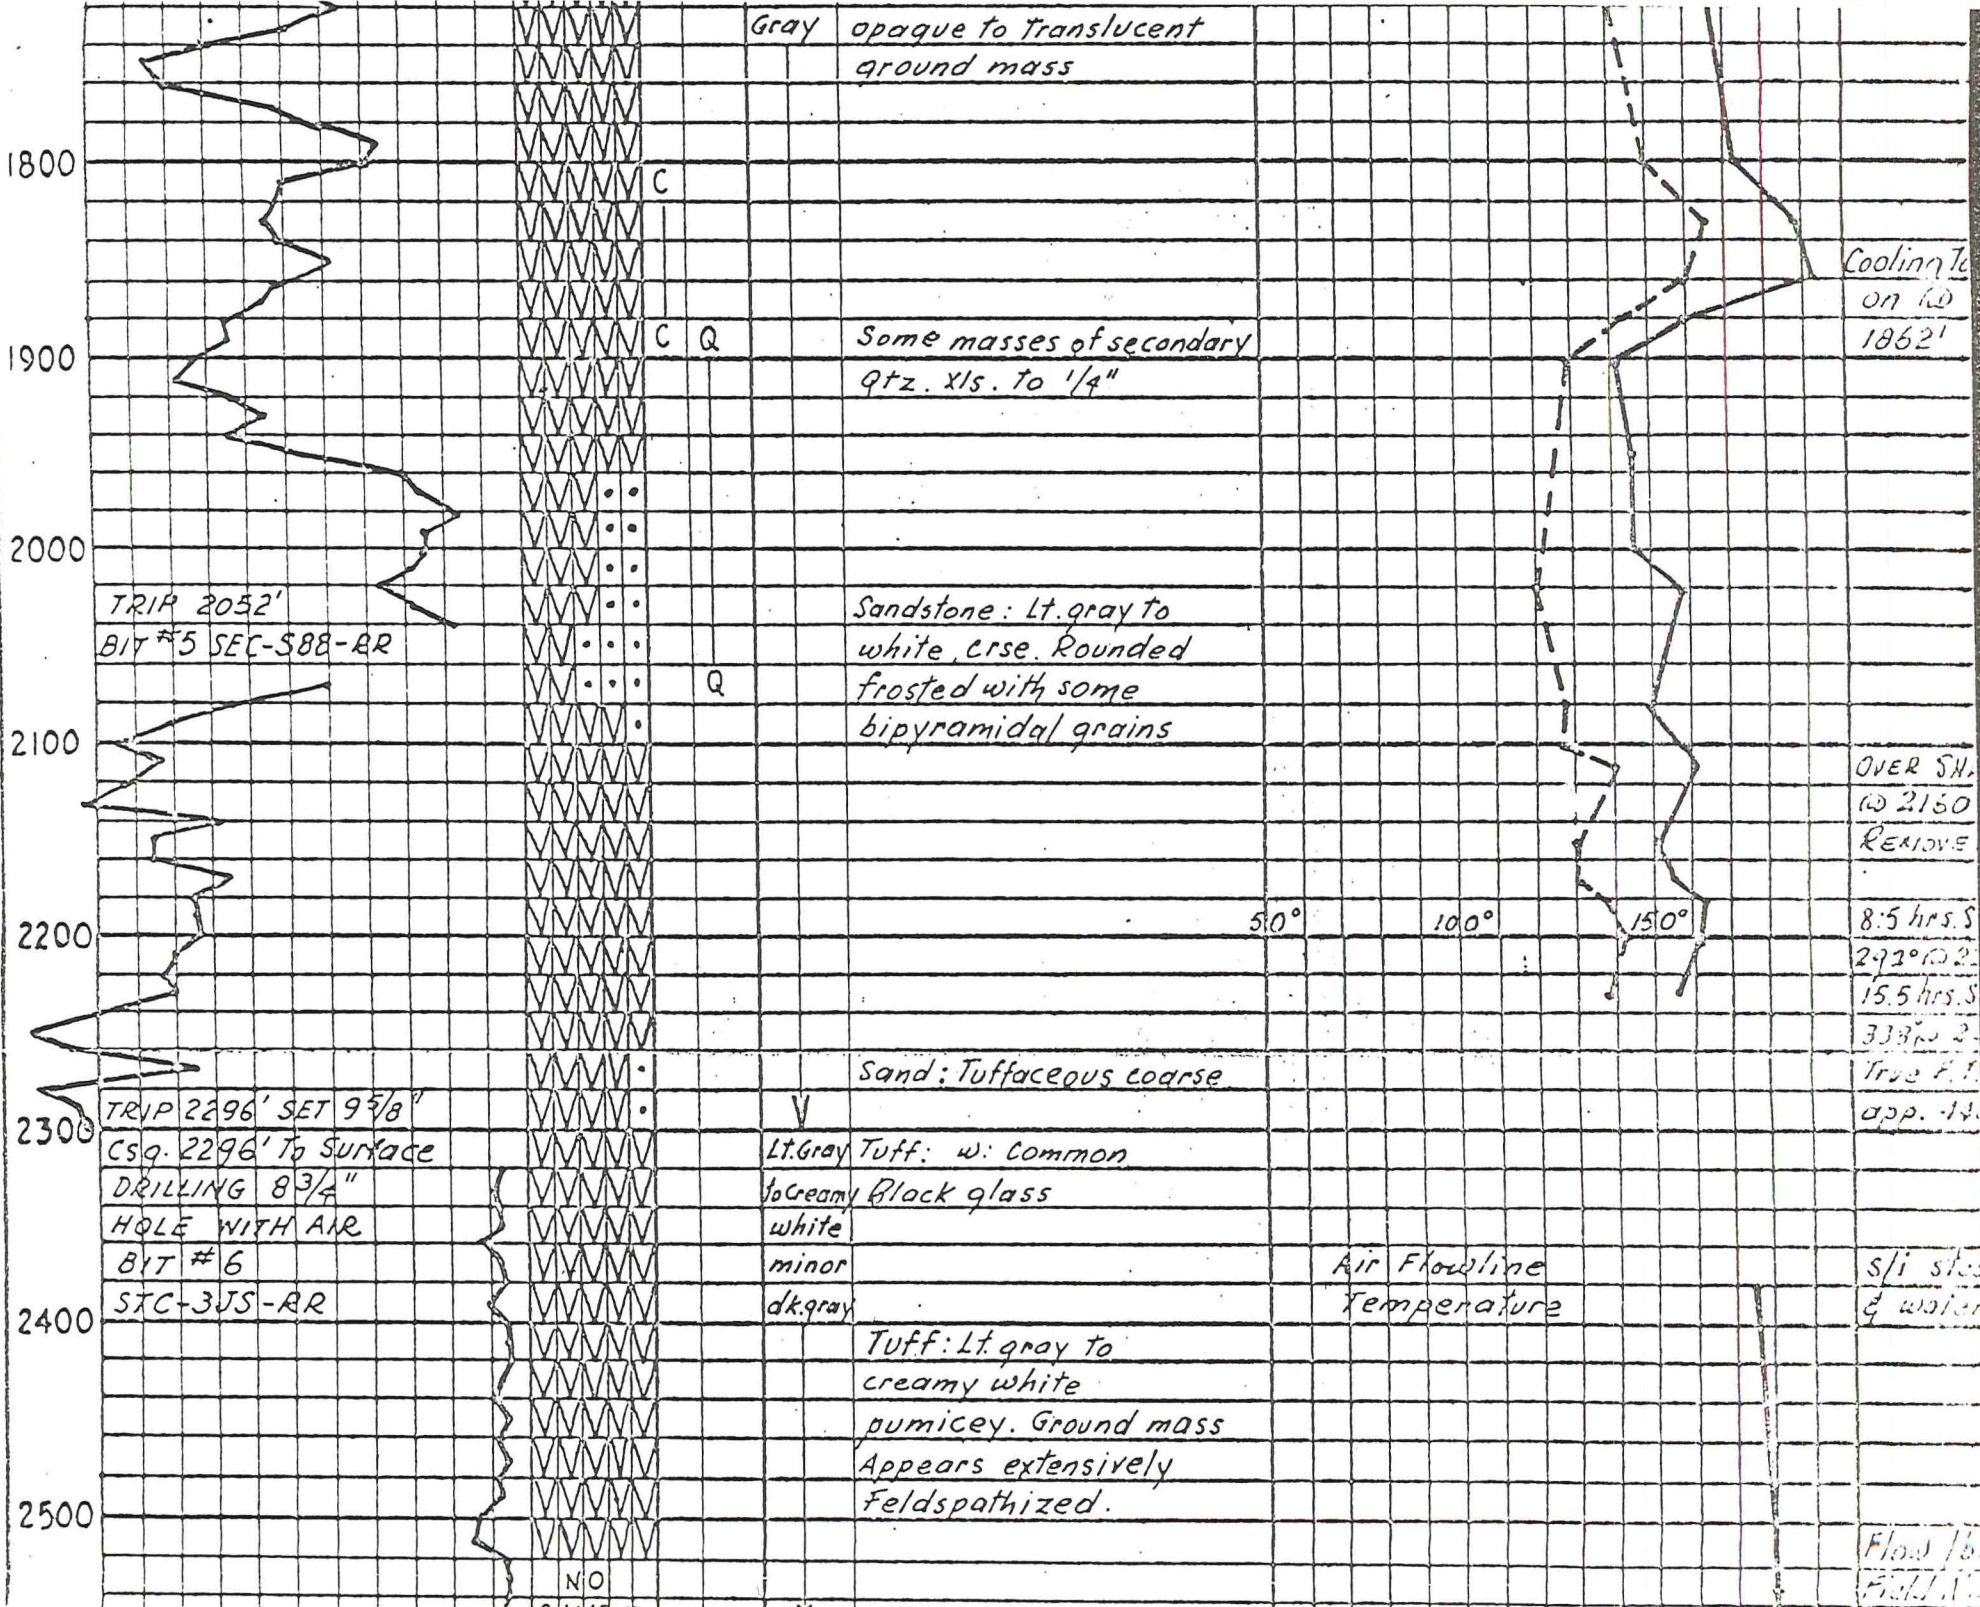 Gray opaque to Translucent
ground mass
1800
C
Cooling
on
C Q Some masses of secondary 1862'
1900
Qtz. xls. to 1/4"
2000
TRIP 2052' Sandstone: Lt. gray to
BIT #5 SEC-S88-RR white, crse. Rounded
Q frosted with some
bipyramidal grains
2100
OVER
@ 2160
REMOVE
50° 100° 150° 8.5 hrs.
2200
15.5 hrs.
Sand: Tuffaceous coarse True
TRIP 2296' SET 9 5/8" V app.
2300
Csg. 2296' To Surface Lt. Gray Tuff: w: Common
DRILLING 8 3/4" to Creamy Black glass
HOLE WITH AIR white
BIT #6 minor Air Flowline s/i
STC-3JS-RR dk.gray Temperature &
2400
Tuff: Lt. gray to
creamy white
pumicey. Ground mass
Appears extensively
2500 Feldspathized.
Flow
NO